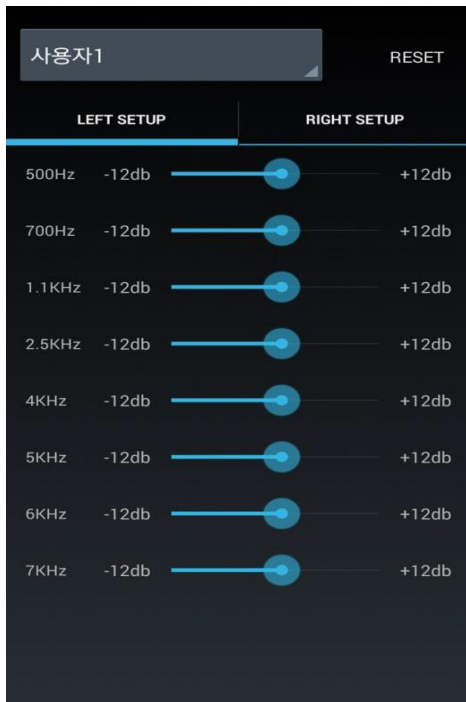 사용자1 RESET
LEFT SETUP RIGHT SETUP
500Hz -12db +12db
700Hz -12db +12db
1.1KHz -12db +12db
2.5KHz -12db +12db
4KHz -12db +12db
5KHz -12db +12db
6KHz -12db +12db
7KHz -12db +12db